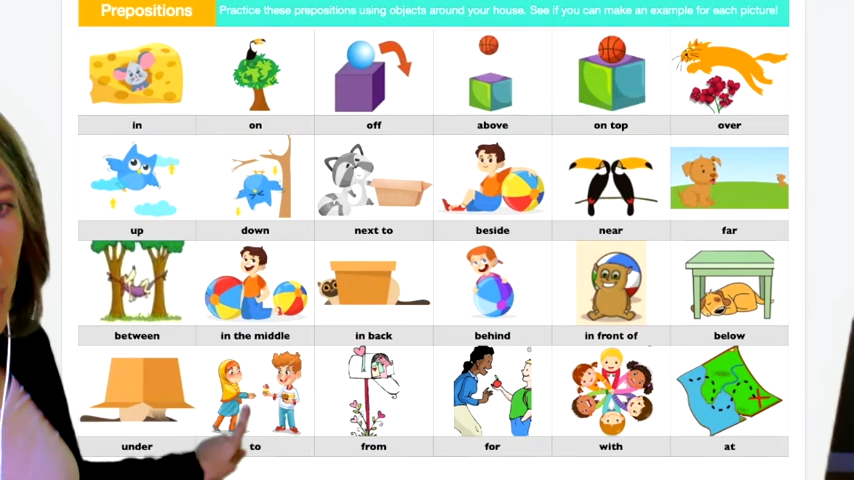 Prepositions
Practice these prepositions using objects around your house. See if you can make an example for each picture!
in on off above on top over
up down next to beside near far
between in the middle in back behind in front of below
under to from for with at